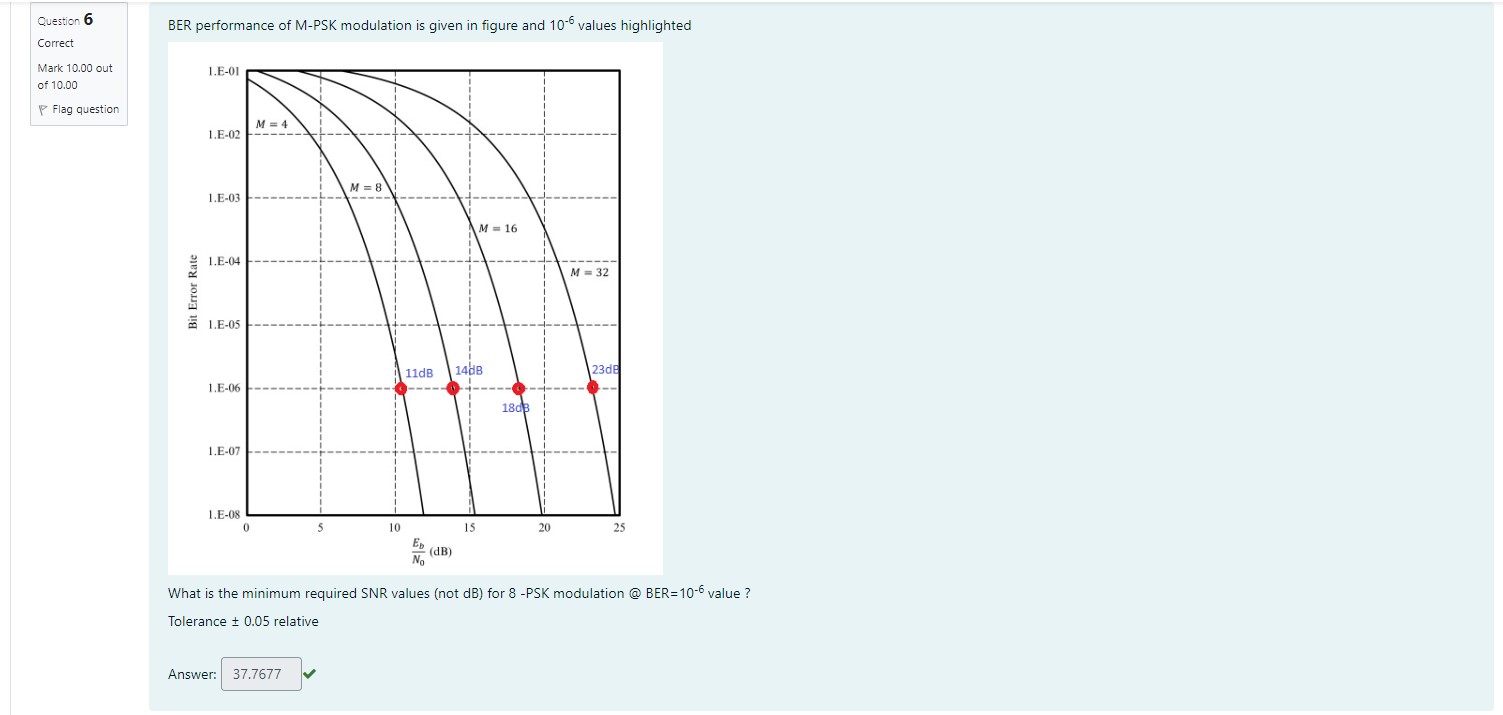 Question 6
Correct
Mark 10.00 out
of 10.00
Flag question
BER performance of M-PSK modulation is given in figure and 10-6 values highlighted
1.E-01
M = 4
1.E-02
M = 8
1.E-03
M = 16
1.E-04
M = 32
Bit Error Rate
1.E-05
11dB
14dB
23dB
1.E-06
18dB
1.E-07
1.E-08
0 5 10 15 20 25
Eb
N0
(dB)
What is the minimum required SNR values (not dB) for 8 -PSK modulation @ BER=10-6 value ?
Tolerance ± 0.05 relative
Answer: 37.7677